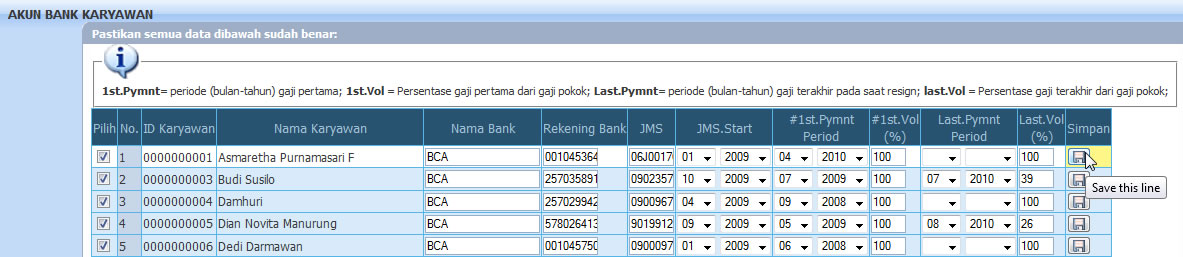 AKUN BANK KARYAWAN
Pastikan semua data dibawah sudah benar:
1st.Pymnt= periode (bulan-tahun) gaji pertama; 1st.Vol = Persentase gaji pertama dari gaji pokok; Last.Pymnt= periode (bulan-tahun) gaji terakhir pada saat resign; last.Vol = Persentase gaji terakhir dari gaji pokok;
Pilih No. ID Karyawan Nama Karyawan Nama Bank Rekening Bank JMS JMS.Start #1st.Pymnt Period #1st.Vol (%) Last.Pymnt Period Last.Vol (%) Simpan
1 0000000001 Asmaretha Purnamasari F BCA 001045364 06J0017 01 2009 04 2010 100 100
2 0000000003 Budi Susilo BCA 257035891 0902357 10 2009 07 2009 100 07 2010 39
Save this line
3 0000000004 Damhuri BCA 257029942 0900967 04 2009 09 2008 100 100
4 0000000005 Dian Novita Manurung BCA 578026413 9019912 09 2009 05 2009 100 08 2010 26
5 0000000006 Dedi Darmawan BCA 001045750 0900097 01 2009 06 2008 100 100